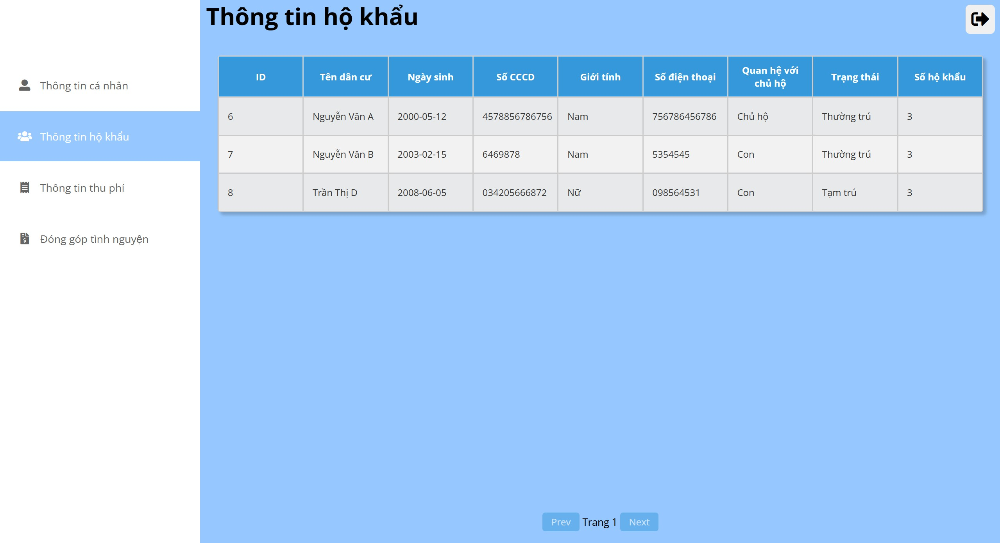 Thông tin hộ khẩu
Thông tin cá nhân
Thông tin hộ khẩu
Thông tin thu phí
Đóng góp tình nguyện
ID Tên dân cư Ngày sinh Số CCCD Giới tính Số điện thoại Quan hệ với chủ hộ Trạng thái Số hộ khẩu
6 Nguyễn Văn A 2000-05-12 4578856786756 Nam 756786456786 Chủ hộ Thường trú 3
7 Nguyễn Văn B 2003-02-15 6469878 Nam 5354545 Con Thường trú 3
8 Trần Thị D 2008-06-05 034205666872 Nữ 098564531 Con Tạm trú 3
Prev Trang 1 Next